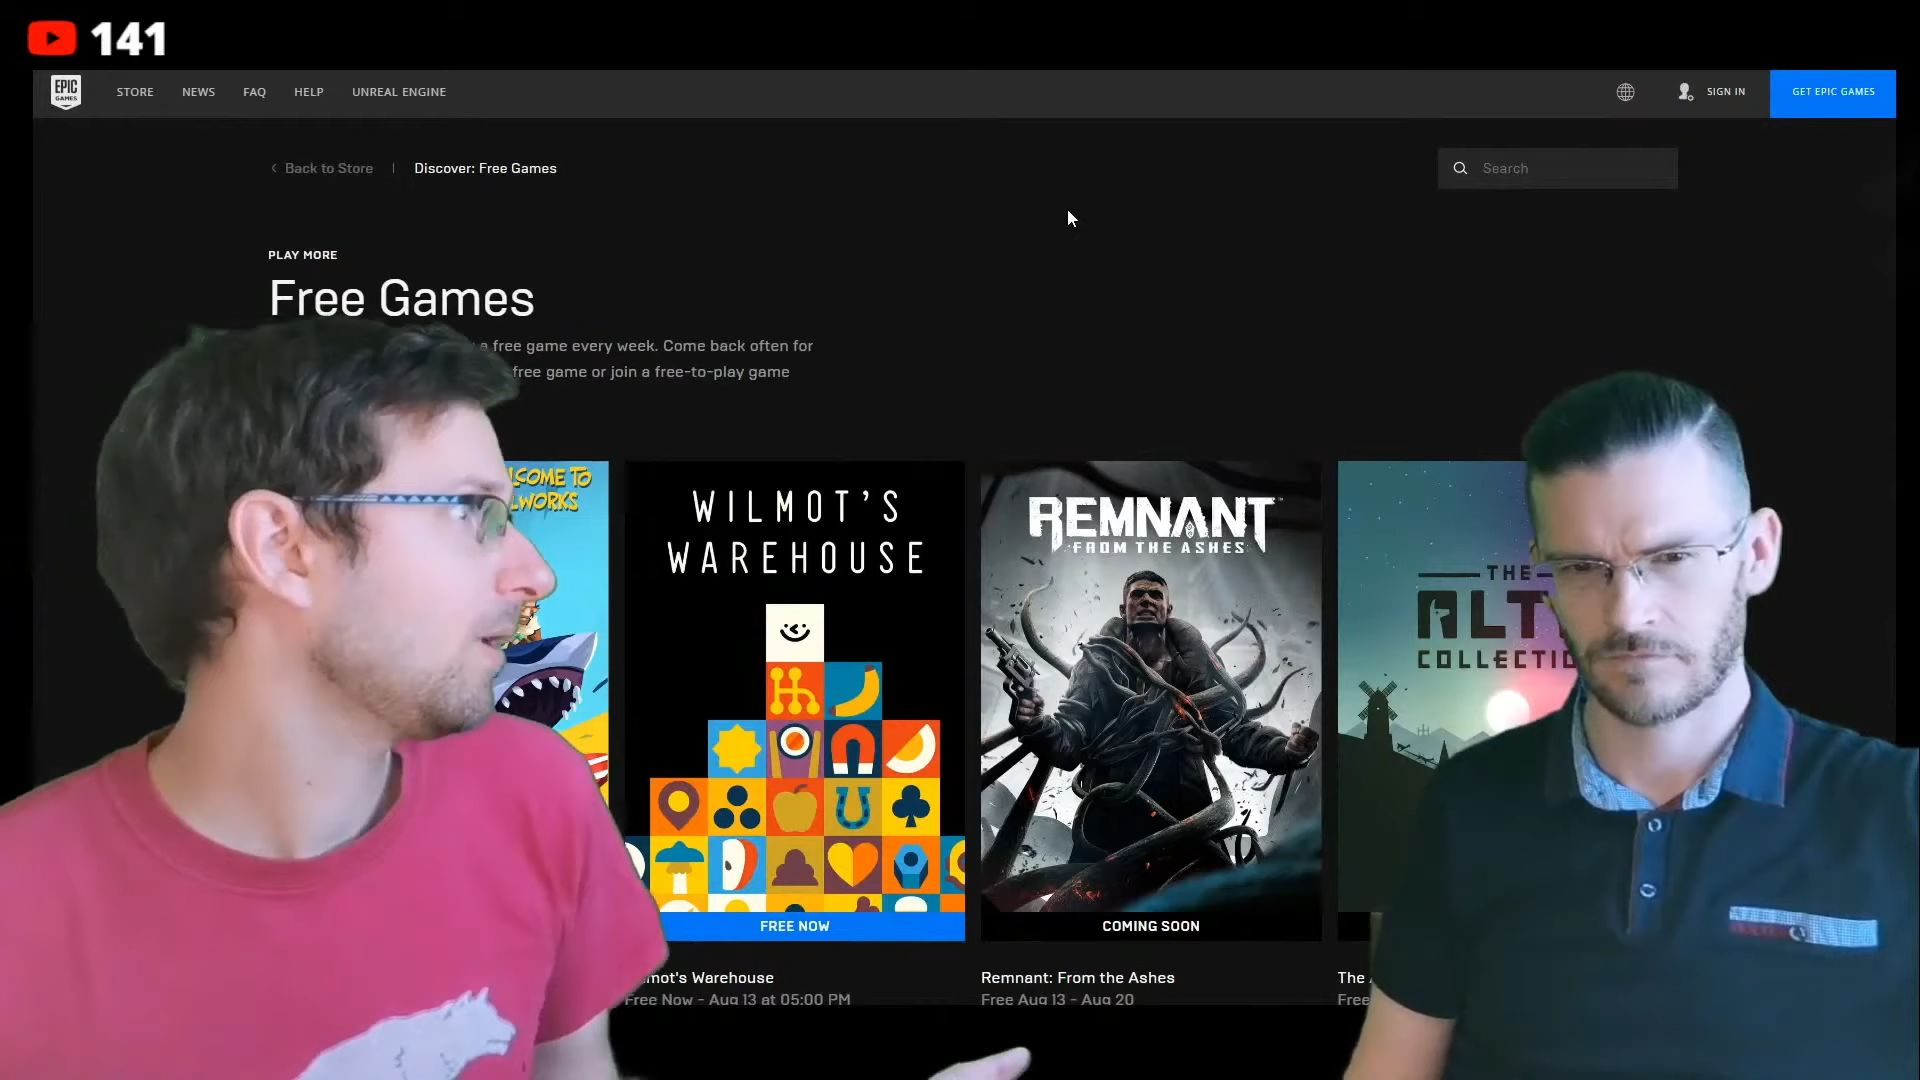 141
EPIC
GAMES
STORE
NEWS
FAQ
HELP
UNREAL ENGINE
SIGN IN
GET EPIC GAMES
Back to Store
Discover: Free Games
Search
PLAY MORE
Free Games
a free game every week. Come back often for
free game or join a free-to-play game
WILMOT'S
WAREHOUSE
REMNANT
FROM THE ASHES
THE
COLLECTIO
FREE NOW
COMING SOON
Warehouse
Free Now - Aug 13 at 05:00 PM
Remnant: From the Ashes
Free Aug 13 - Aug 20
The
Free